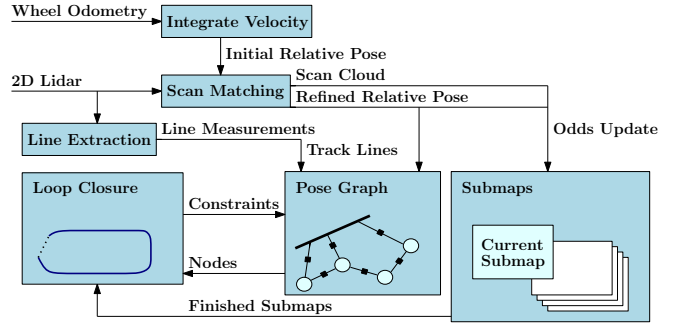 Wheel Odometry
Integrate Velocity
Initial Relative Pose
2D Lidar
Scan Matching
Scan Cloud
Refined Relative Pose
Line Extraction
Line Measurements
Track Lines
Odds Update
Loop Closure
Constraints
Pose Graph
Submaps
Current
Submap
Nodes
Finished Submaps